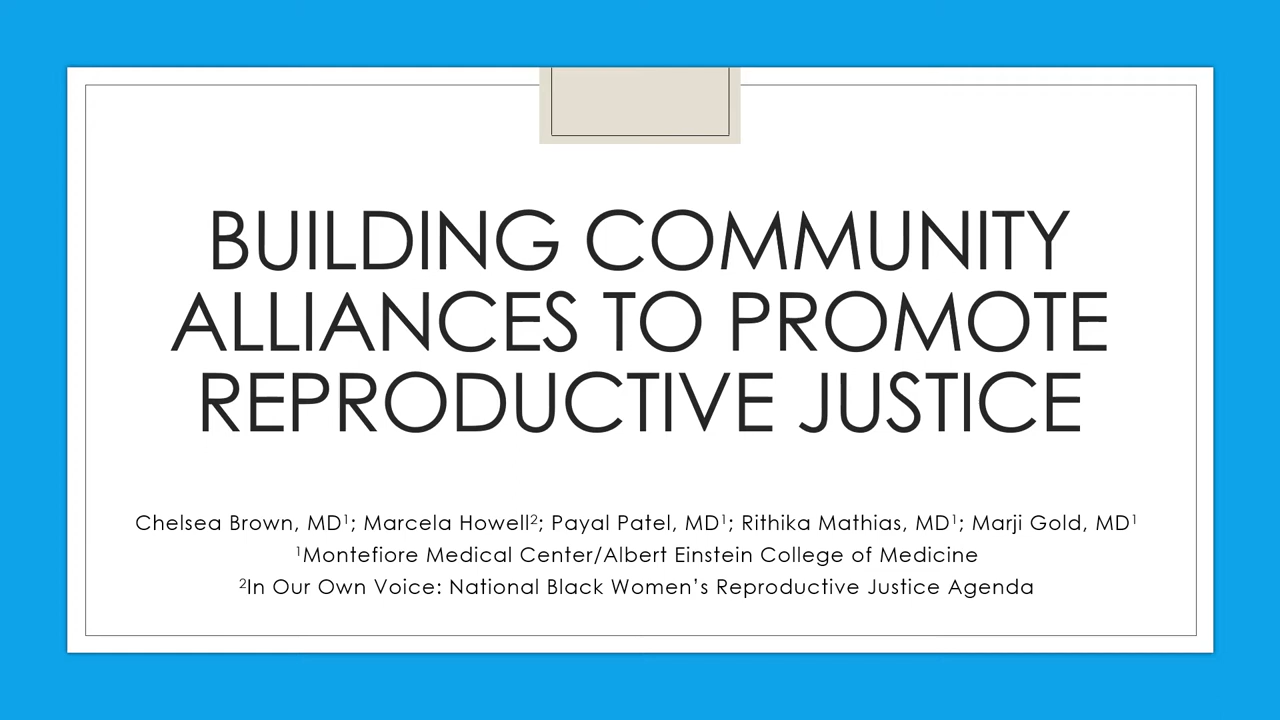 BUILDING COMMUNITY
ALLIANCES TO PROMOTE
REPRODUCTIVE JUSTICE
Chelsea Brown, MD¹; Marcela Howell²; Payal Patel, MD¹; Rithika Mathias, MD¹; Marji Gold, MD¹
¹Montefiore Medical Center/Albert Einstein College of Medicine
²In Our Own Voice: National Black Women’s Reproductive Justice Agenda